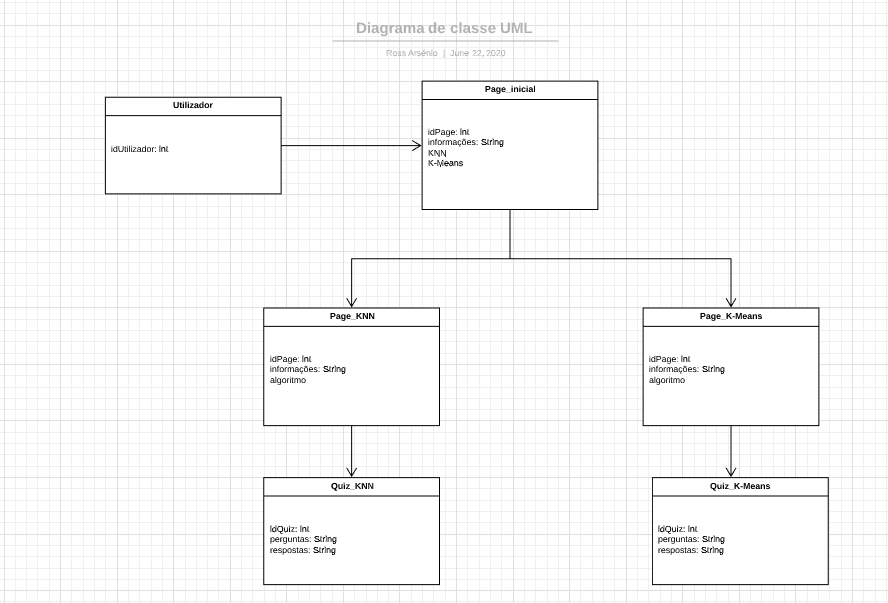 Diagrama de classe UML
Ross Arsénio | June 22, 2020
Utilizador
idUtilizador: Int
Page_inicial
idPage: Int
informações: String
KNN
K-Means
Page_KNN
idPage: Int
informações: String
algoritmo
Page_K-Means
idPage: Int
informações: String
algoritmo
Quiz_KNN
IdQuiz: Int
perguntas: String
respostas: String
Quiz_K-Means
IdQuiz: Int
perguntas: String
respostas: String